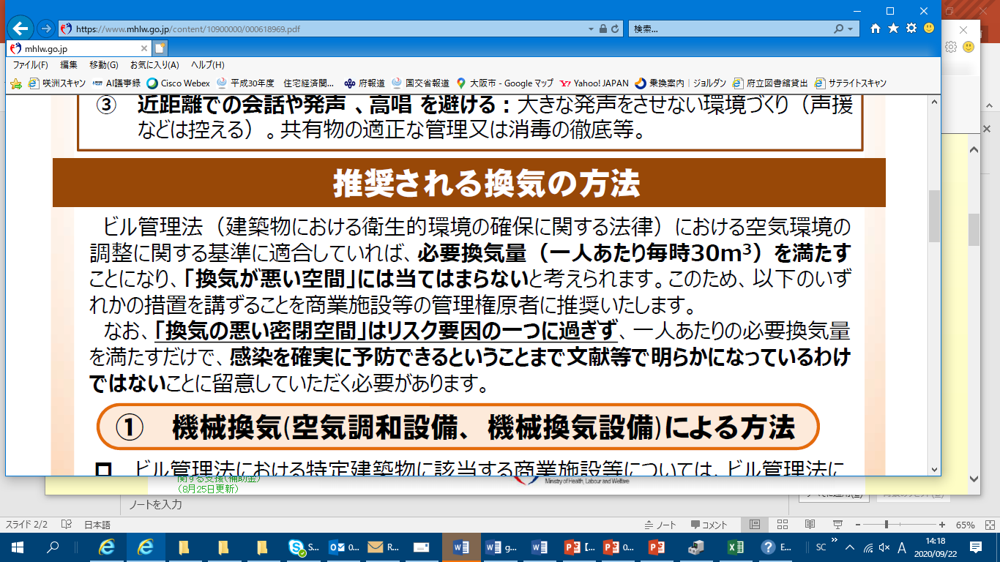 https://www.mhlw.go.jp/content/10900000/000618969.pdf
検索...
mhlw.go.jp
ファイル(F) 編集 移動(G) お気に入り(A) ヘルプ(H)
咲洲スキャン AI議事録 Cisco Webex 平成30年度 住宅経済関... 府報道 国交省報道 大阪市 - Google マップ Yahoo! JAPAN 乗換案内｜ジョルダン 府立図書館貸出 サテライトスキャン
③ 近距離での会話や発声 、高唱 を避ける：大きな発声をさせない環境づくり（声援
などは控える）。共有物の適正な管理又は消毒の徹底等。
推奨される換気の方法
ビル管理法（建築物における衛生的環境の確保に関する法律）における空気環境の
調整に関する基準に適合していれば、必要換気量（一人あたり毎時30m³）を満たす
ことになり、「換気が悪い空間」には当てはまらないと考えられます。このため、以下のいず
れかの措置を講ずることを商業施設等の管理権原者に推奨いたします。
なお、「換気の悪い密閉空間」はリスク要因の一つに過ぎず、一人あたりの必要換気量
を満たすだけで、感染を確実に予防できるということまで文献等で明らかになっているわけ
ではないことに留意していただく必要があります。
① 機械換気(空気調和設備、機械換気設備)による方法
ビル管理法における特定建築物に該当する商業施設等については、ビル管理法に
関する支援(補助金)
(8月25日更新)
Ministry of Health, Labour and Welfare
ノートを入力
スライド 2/2 日本語 ノート コメント 65%
S... 0... R... g... [... 0... E... SC A 14:18
2020/09/22